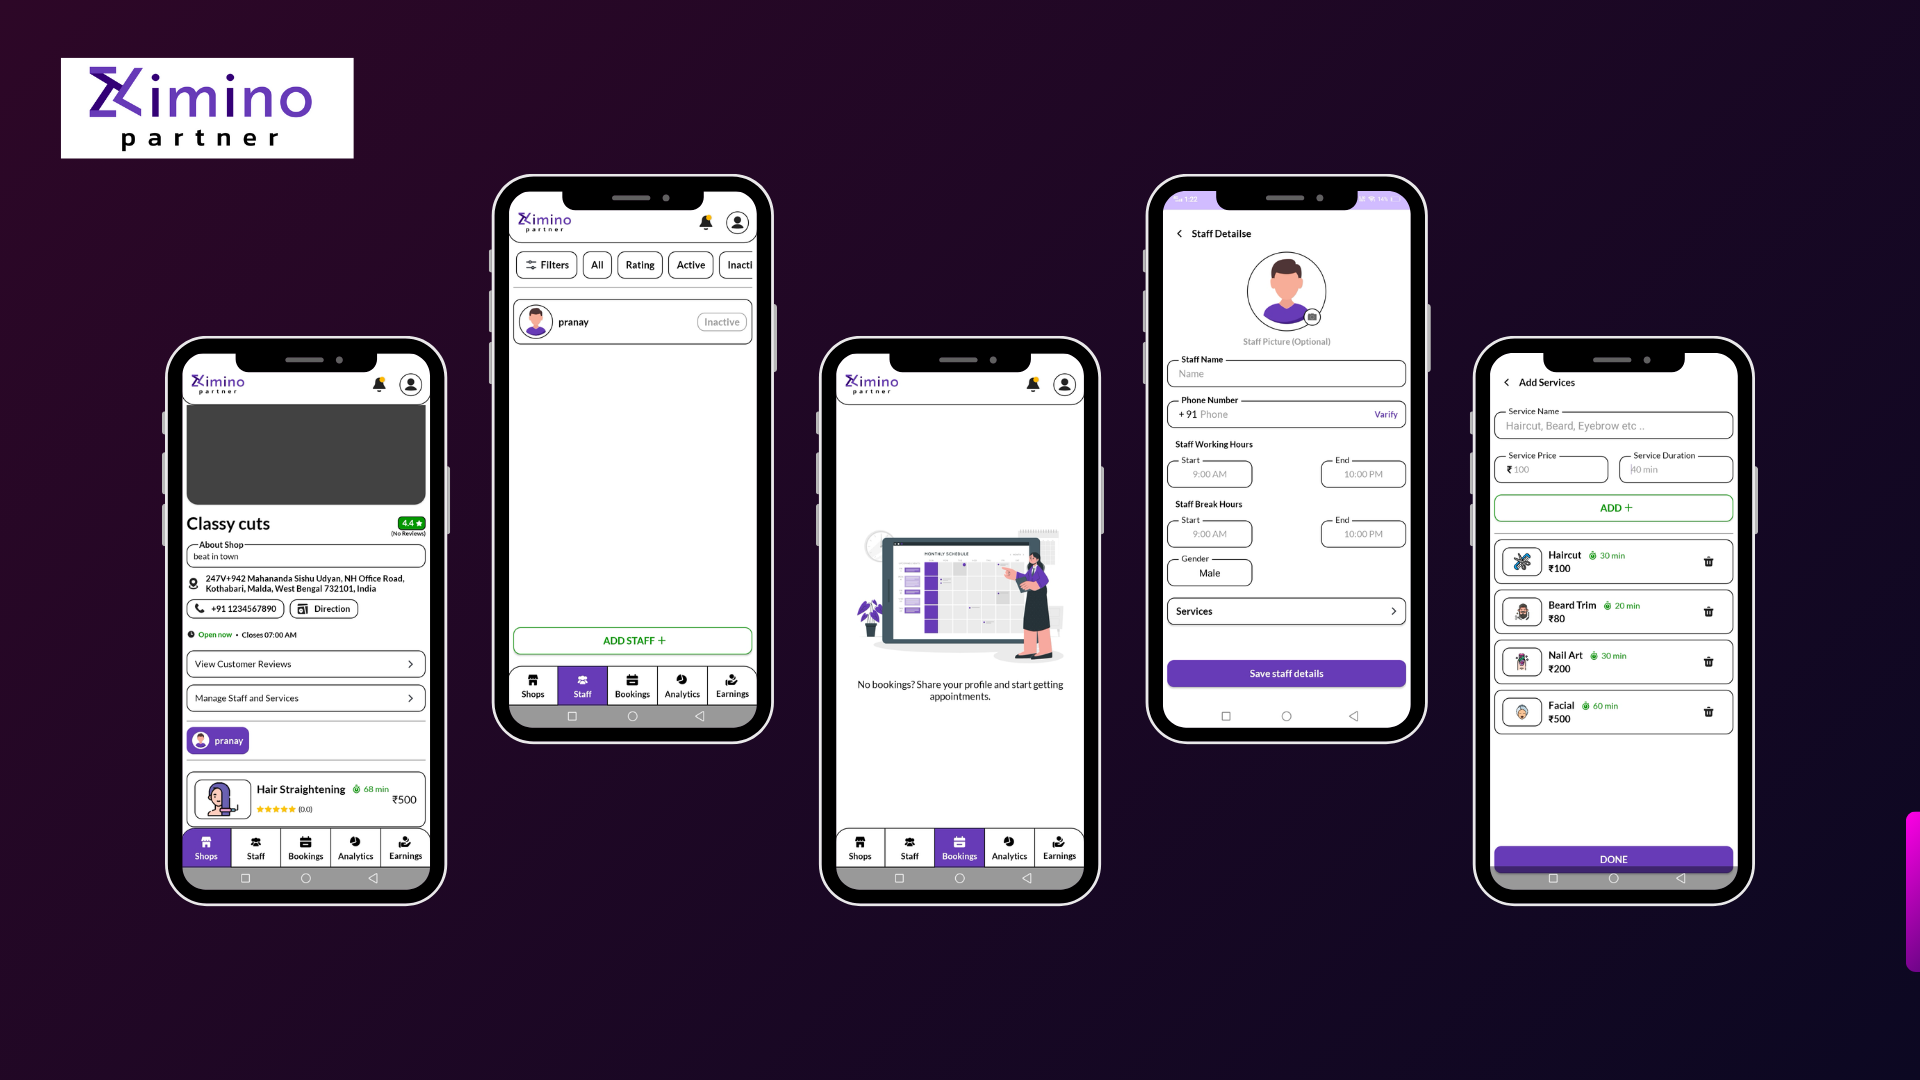 Ximino
partner
Ximino
partner
Classy cuts
4.4 ★
(No Reviews)
About Shop
beat in town
247V+942 Mahananda Sishu Udyan, NH Office Road,
Kothabari, Malda, West Bengal 732101, India
+91 1234567890
Direction
Open now • Closes 07:00 AM
View Customer Reviews
Manage Staff and Services
pranay
Hair Straightening 68 min
₹500
(0.0)
Shops Staff Bookings Analytics Earnings
Ximino
partner
Filters All Rating Active Inacti
pranay Inactive
ADD STAFF +
Shops Staff Bookings Analytics Earnings
Ximino
partner
MONTHLY SCHEDULE
No bookings? Share your profile and start getting
appointments.
Shops Staff Bookings Analytics Earnings
1:22
Staff Detailse
Staff Picture (Optional)
Staff Name
Name
Phone Number
+ 91 Phone Varify
Staff Working Hours
Start End
9:00 AM 10:00 PM
Staff Break Hours
Start End
9:00 AM 10:00 PM
Gender
Male
Services
Save staff details
Add Services
Service Name
Haircut, Beard, Eyebrow etc ..
Service Price Service Duration
₹ 100 40 min
ADD +
Haircut 30 min
₹100
Beard Trim 20 min
₹80
Nail Art 30 min
₹200
Facial 60 min
₹500
DONE